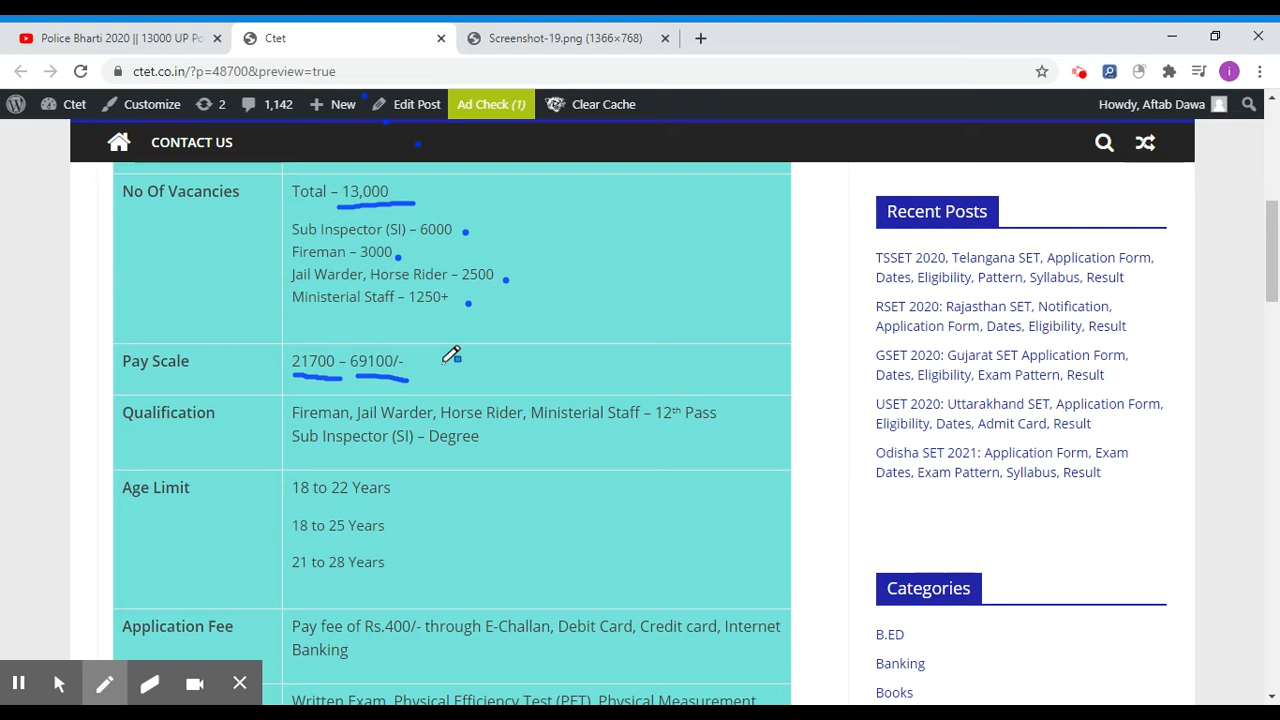 Police Bharti 2020 || 13000 UP Po
Ctet
Screenshot-19.png (1366×768)
ctet.co.in/?p=48700&preview=true
i
Ctet
Customize
2
1,142
New
Edit Post
Ad Check (1)
Clear Cache
Howdy, Aftab Dawa
CONTACT US
No Of Vacancies
Total – 13,000
Sub Inspector (SI) – 6000
Fireman – 3000
Jail Warder, Horse Rider – 2500
Ministerial Staff – 1250+
Pay Scale
21700 – 69100/-
Qualification
Fireman, Jail Warder, Horse Rider, Ministerial Staff – 12th Pass
Sub Inspector (SI) – Degree
Age Limit
18 to 22 Years
18 to 25 Years
21 to 28 Years
Application Fee
Pay fee of Rs.400/- through E-Challan, Debit Card, Credit card, Internet
Banking
Written Exam, Physical Efficiency Test (PET), Physical Measurement
Recent Posts
TSSET 2020, Telangana SET, Application Form,
Dates, Eligibility, Pattern, Syllabus, Result
RSET 2020: Rajasthan SET, Notification,
Application Form, Dates, Eligibility, Result
GSET 2020: Gujarat SET Application Form,
Dates, Eligibility, Exam Pattern, Result
USET 2020: Uttarakhand SET, Application Form,
Eligibility, Dates, Admit Card, Result
Odisha SET 2021: Application Form, Exam
Dates, Exam Pattern, Syllabus, Result
Categories
B.ED
Banking
Books